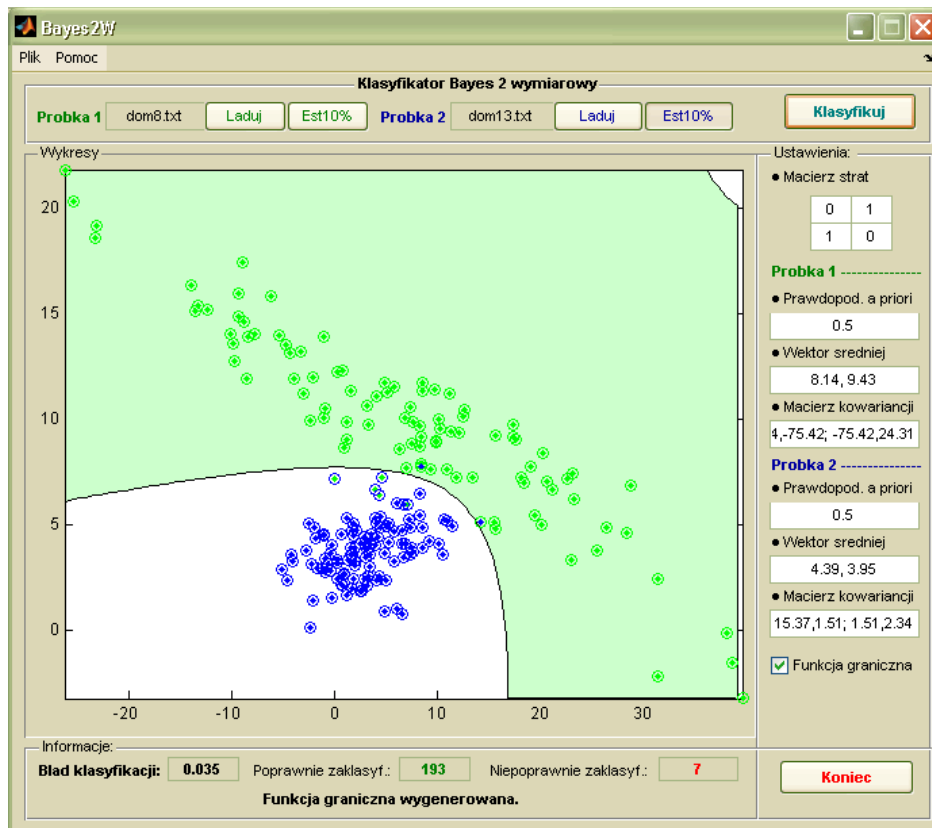 Bayes2W
Plik Pomoc
Klasyfikator Bayes 2 wymiarowy
Probka 1 dom8.txt Laduj Est10% Probka 2 dom13.txt Laduj Est10% Klasyfikuj
Wykresy
20
15
10
5
0
-20 -10 0 10 20 30
Ustawienia:
Macierz strat
0 1
1 0
Probka 1 ---------------
Prawdopod. a priori
0.5
Wektor sredniej
8.14, 9.43
Macierz kowariancji
4,-75.42; -75.42,24.31
Probka 2 ---------------
Prawdopod. a priori
0.5
Wektor sredniej
4.39, 3.95
Macierz kowariancji
15.37,1.51; 1.51,2.34
Funkcja graniczna
Informacje:
Blad klasyfikacji: 0.035 Poprawnie zaklasyf.: 193 Niepoprawnie zaklasyf.: 7
Funkcja graniczna wygenerowana.
Koniec